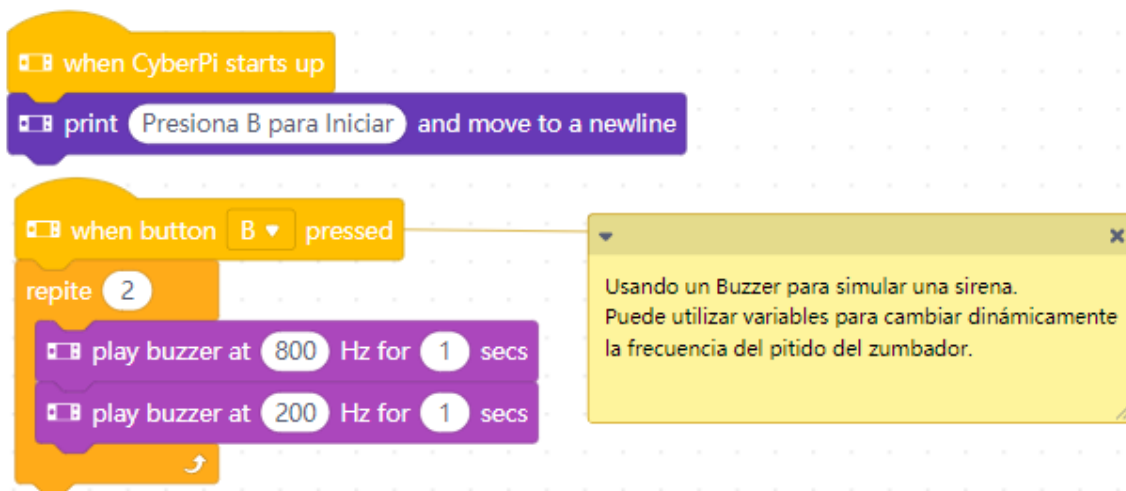 when CyberPi starts up
print Presiona B para Iniciar and move to a newline
when button B pressed
repite 2
play buzzer at 800 Hz for 1 secs
play buzzer at 200 Hz for 1 secs
Usando un Buzzer para simular una sirena.
Puede utilizar variables para cambiar dinámicamente
la frecuencia del pitido del zumbador.